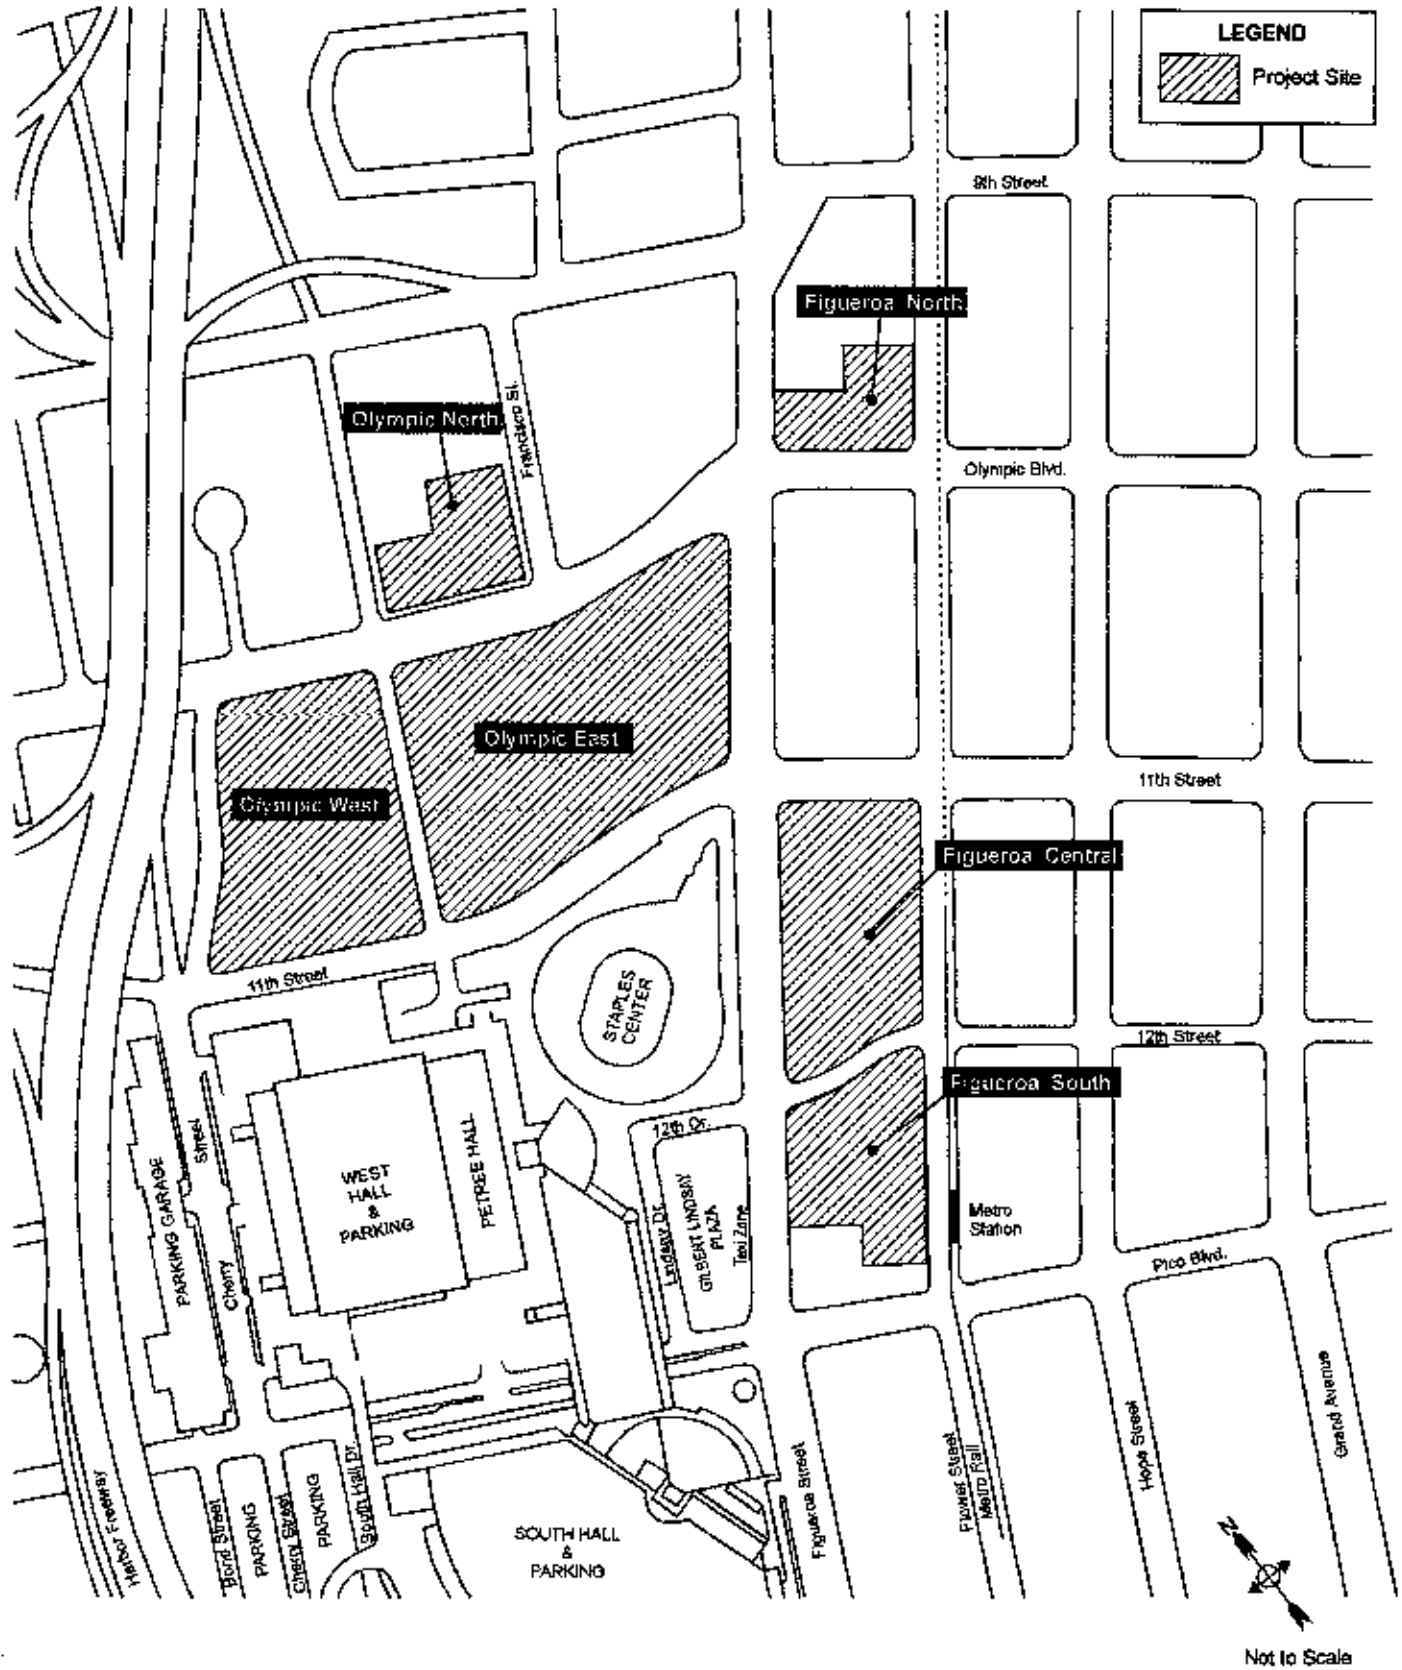 LEGEND
Project Site
9th Street
Figueroa North
Olympic North
Francisco St.
Olympic Blvd.
Olympic East
11th Street
Olympic West
Figueroa Central
11th Street
STAPLES
CENTER
12th Street
Figueroa South
12th Dr.
Street
PARKING GARAGE
WEST
HALL
&
PARKING
PETREE HALL
Lindsay Dr.
GILBERT LINDSAY
PLAZA
Taxi Zone
Metro
Station
Cherry
Pico Blvd.
Harbor Freeway
Bond Street
PARKING
Cherry Street
PARKING
South Hall Dr.
SOUTH HALL
&
PARKING
Figueroa Street
Flower Street
Metro Rail
Hope Street
Grand Avenue
N
Not to Scale